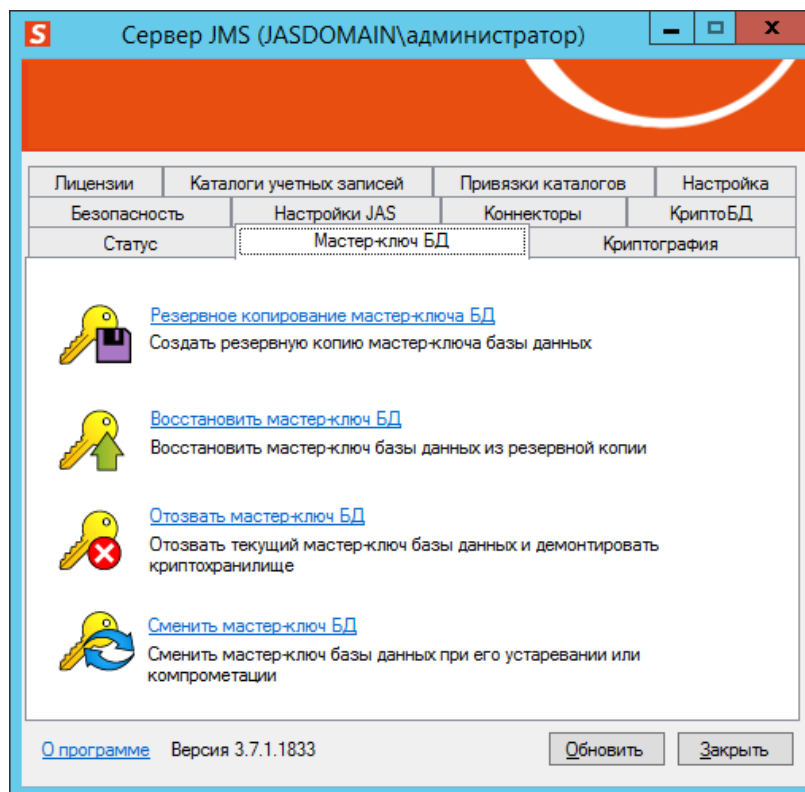 S
Сервер JMS (JASDOMAIN\администратор)
Лицензии Каталоги учетных записей Привязки каталогов Настройка
Безопасность Настройки JAS Коннекторы КриптоБД
Статус Мастер-ключ БД Криптография
Резервное копирование мастер-ключа БД
Создать резервную копию мастер-ключа базы данных
Восстановить мастер-ключ БД
Восстановить мастер-ключ базы данных из резервной копии
Отозвать мастер-ключ БД
Отозвать текущий мастер-ключ базы данных и демонтировать
криптохранилище
Сменить мастер-ключ БД
Сменить мастер-ключ базы данных при его устаревании или
компрометации
О программе Версия 3.7.1.1833 Обновить Закрыть